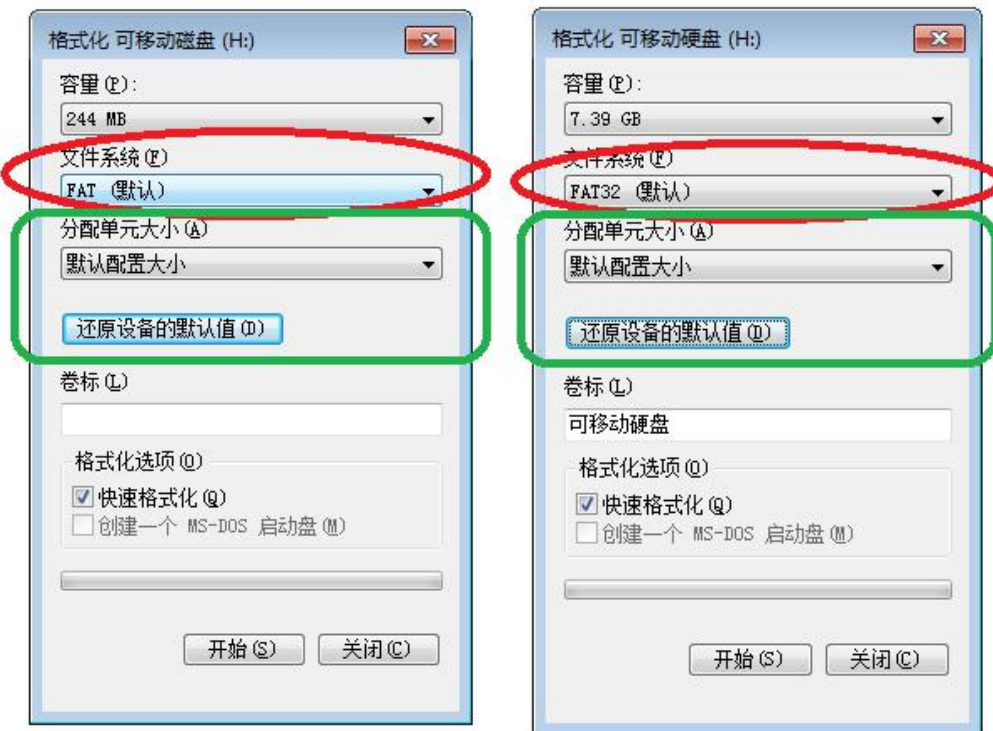 格式化 可移动磁盘 (H:)
容量(P):
244 MB
文件系统(F)
FAT (默认)
分配单元大小(A)
默认配置大小
还原设备的默认值(D)
卷标(L)
格式化选项(O)
快速格式化(Q)
创建一个 MS-DOS 启动盘(M)
开始(S)
关闭(C)
格式化 可移动硬盘 (H:)
容量(P):
7.39 GB
文件系统(F)
FAT32 (默认)
分配单元大小(A)
默认配置大小
还原设备的默认值(D)
卷标(L)
可移动硬盘
格式化选项(O)
快速格式化(Q)
创建一个 MS-DOS 启动盘(M)
开始(S)
关闭(C)